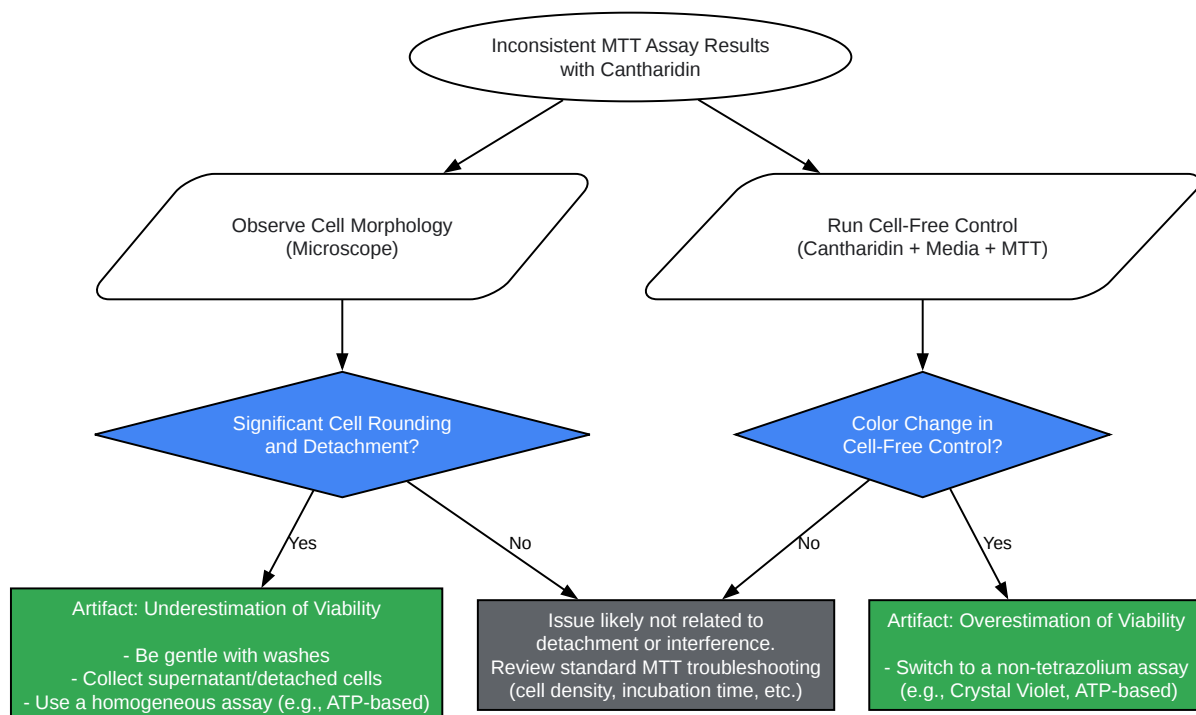 Inconsistent MTT Assay Results
with Cantharidin
Observe Cell Morphology
(Microscope)
Run Cell-Free Control
(Cantharidin + Media + MTT)
Significant Cell Rounding
and Detachment?
Color Change in
Cell-Free Control?
Yes
No
No
Yes
Artifact: Underestimation of Viability
- Be gentle with washes
- Collect supernatant/detached cells
- Use a homogeneous assay (e.g., ATP-based)
Issue likely not related to
detachment or interference.
Review standard MTT troubleshooting
(cell density, incubation time, etc.)
Artifact: Overestimation of Viability
- Switch to a non-tetrazolium assay
(e.g., Crystal Violet, ATP-based)